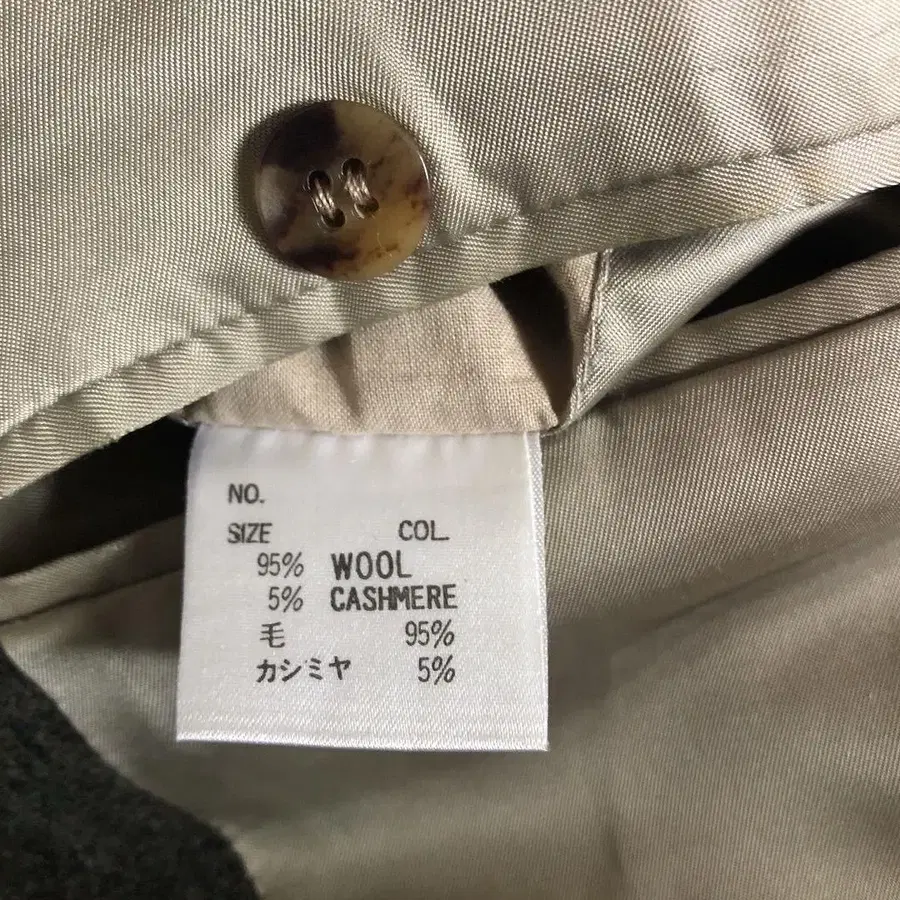 NO.
SIZE COL.
95% WOOL
5% CASHMERE
毛 95%
カシミヤ 5%